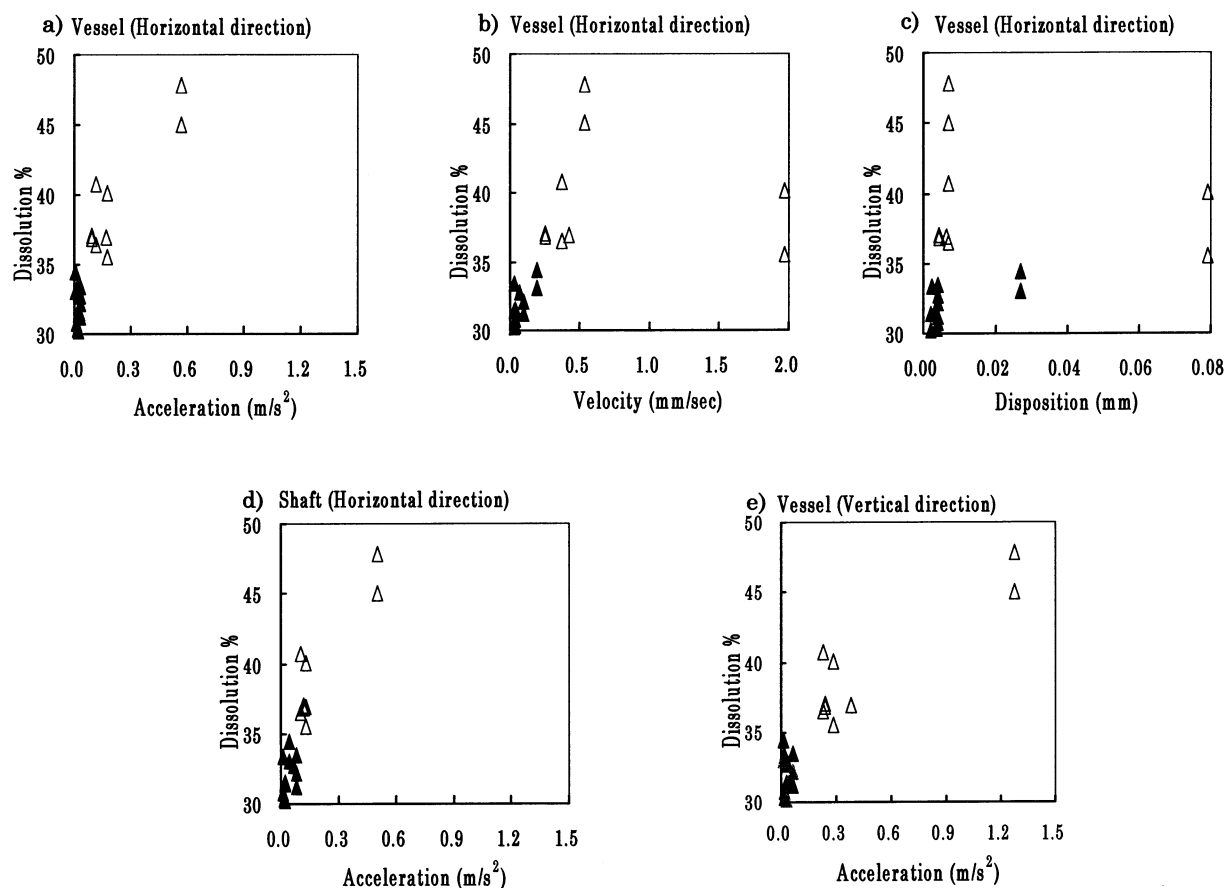 a) Vessel (Horizontal direction)
50
45
40
35
30
Dissolution %
0.0 0.3 0.6 0.9 1.2 1.5
Acceleration (m/s²)
b) Vessel (Horizontal direction)
50
45
40
35
30
Dissolution %
0.0 0.5 1.0 1.5 2.0
Velocity (mm/sec)
c) Vessel (Horizontal direction)
50
45
40
35
30
Dissolution %
0.00 0.02 0.04 0.06 0.08
Disposition (mm)
d) Shaft (Horizontal direction)
50
45
40
35
30
Dissolution %
0.0 0.3 0.6 0.9 1.2 1.5
Acceleration (m/s²)
e) Vessel (Vertical direction)
50
45
40
35
30
Dissolution %
0.0 0.3 0.6 0.9 1.2 1.5
Acceleration (m/s²)